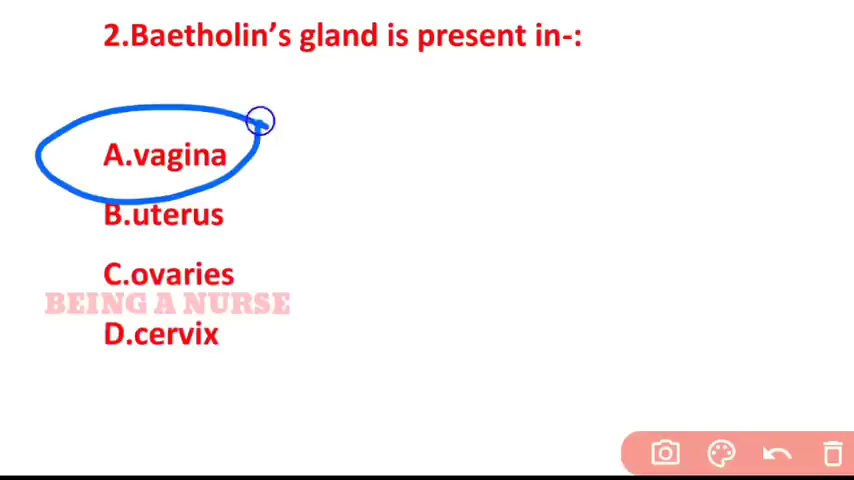 2.Baetholin’s gland is present in-:
A.vagina
B.uterus
C.ovaries
BEING A NURSE
D.cervix